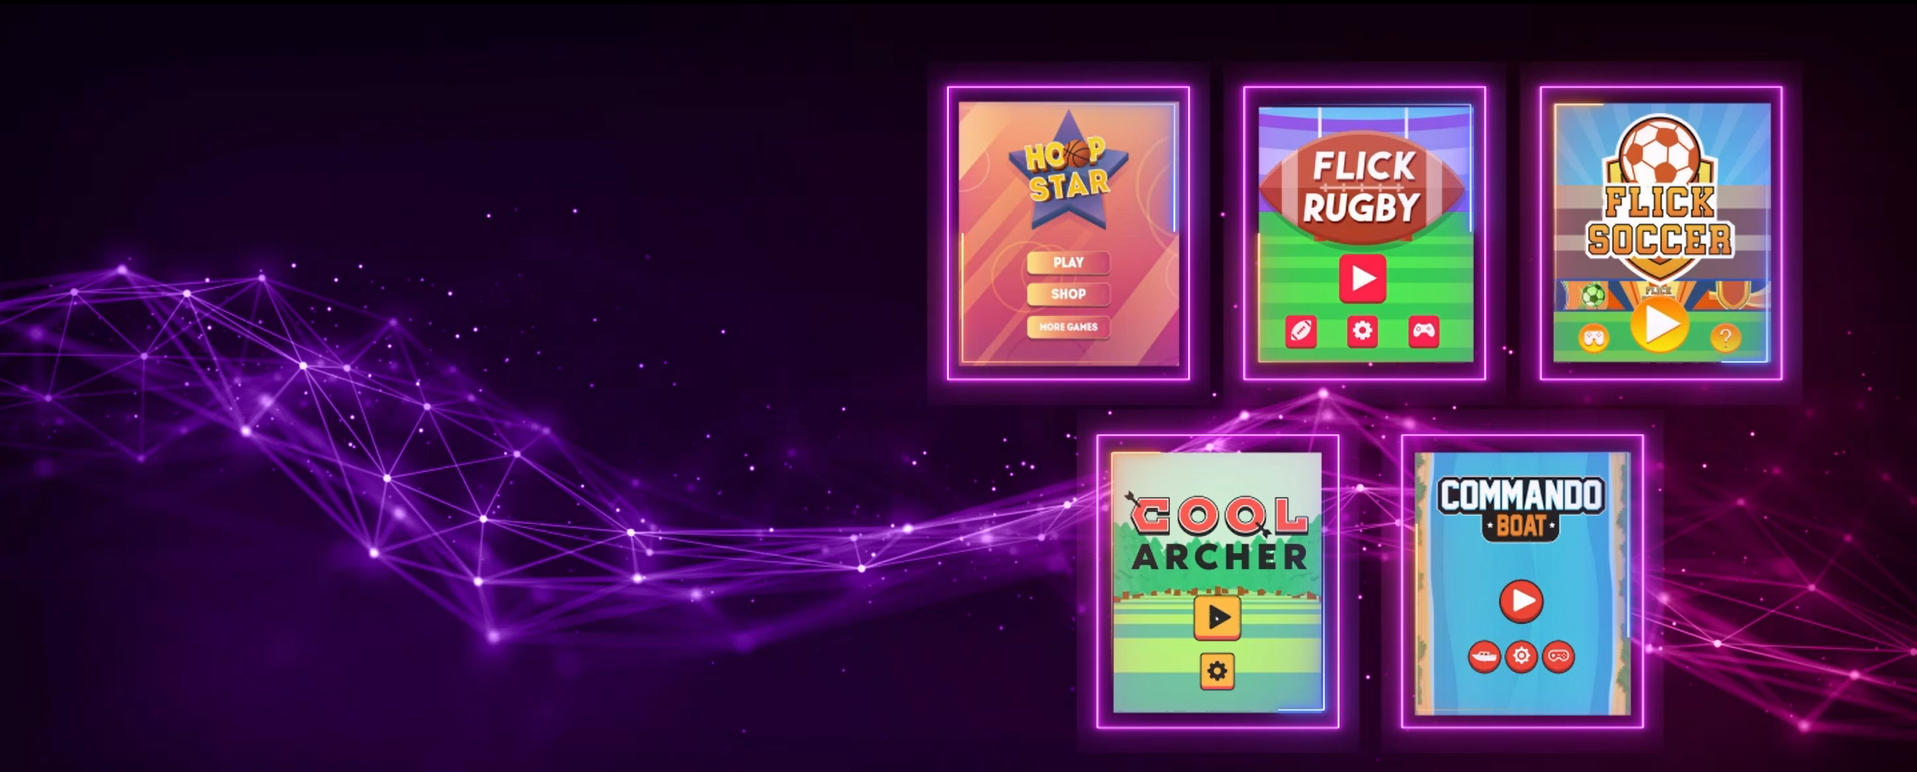 HOOP
STAR
PLAY
SHOP
MORE GAMES
FLICK
RUGBY
FLICK
SOCCER
FLICK
?
COOL
ARCHER
COMMANDO
BOAT